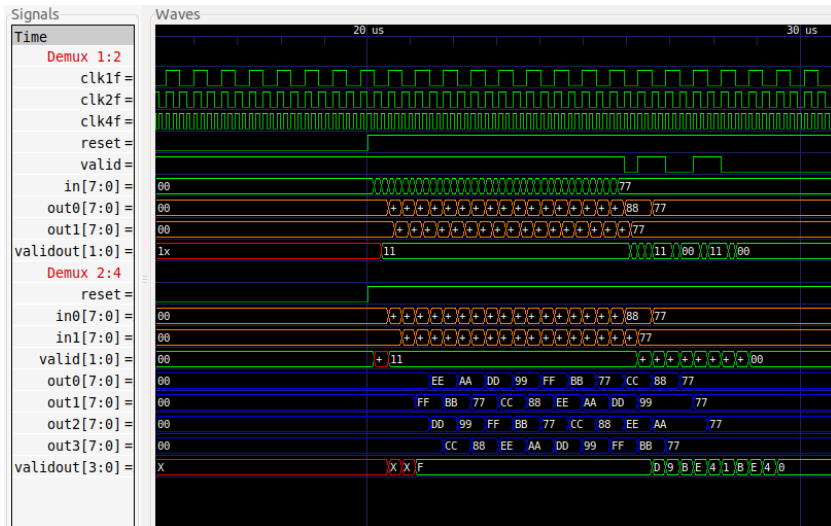 Signals
Waves
Time
20 us
30 us
Demux 1:2
clk1f=
clk2f=
clk4f=
reset=
valid=
in[7:0]= 00 77
out0[7:0]= 00 + + + + + + + + + + + + + + + + + 88 77
out1[7:0]= 00 + + + + + + + + + + + + + + + + + 77
validout[1:0]= 1x 11 11 00 11 00
Demux 2:4
reset=
in0[7:0]= 00 + + + + + + + + + + + + + + + + + 88 77
in1[7:0]= 00 + + + + + + + + + + + + + + + + + 77
valid[1:0]= 00 + 11 + + + + + + + + 00
out0[7:0]= 00 EE AA DD 99 FF BB 77 CC 88 77
out1[7:0]= 00 FF BB 77 CC 88 EE AA DD 99 77
out2[7:0]= 00 DD 99 FF BB 77 CC 88 EE AA 77
out3[7:0]= 00 CC 88 EE AA DD 99 FF BB 77
validout[3:0]= X X X F D 9 B E 4 1 B E 4 0